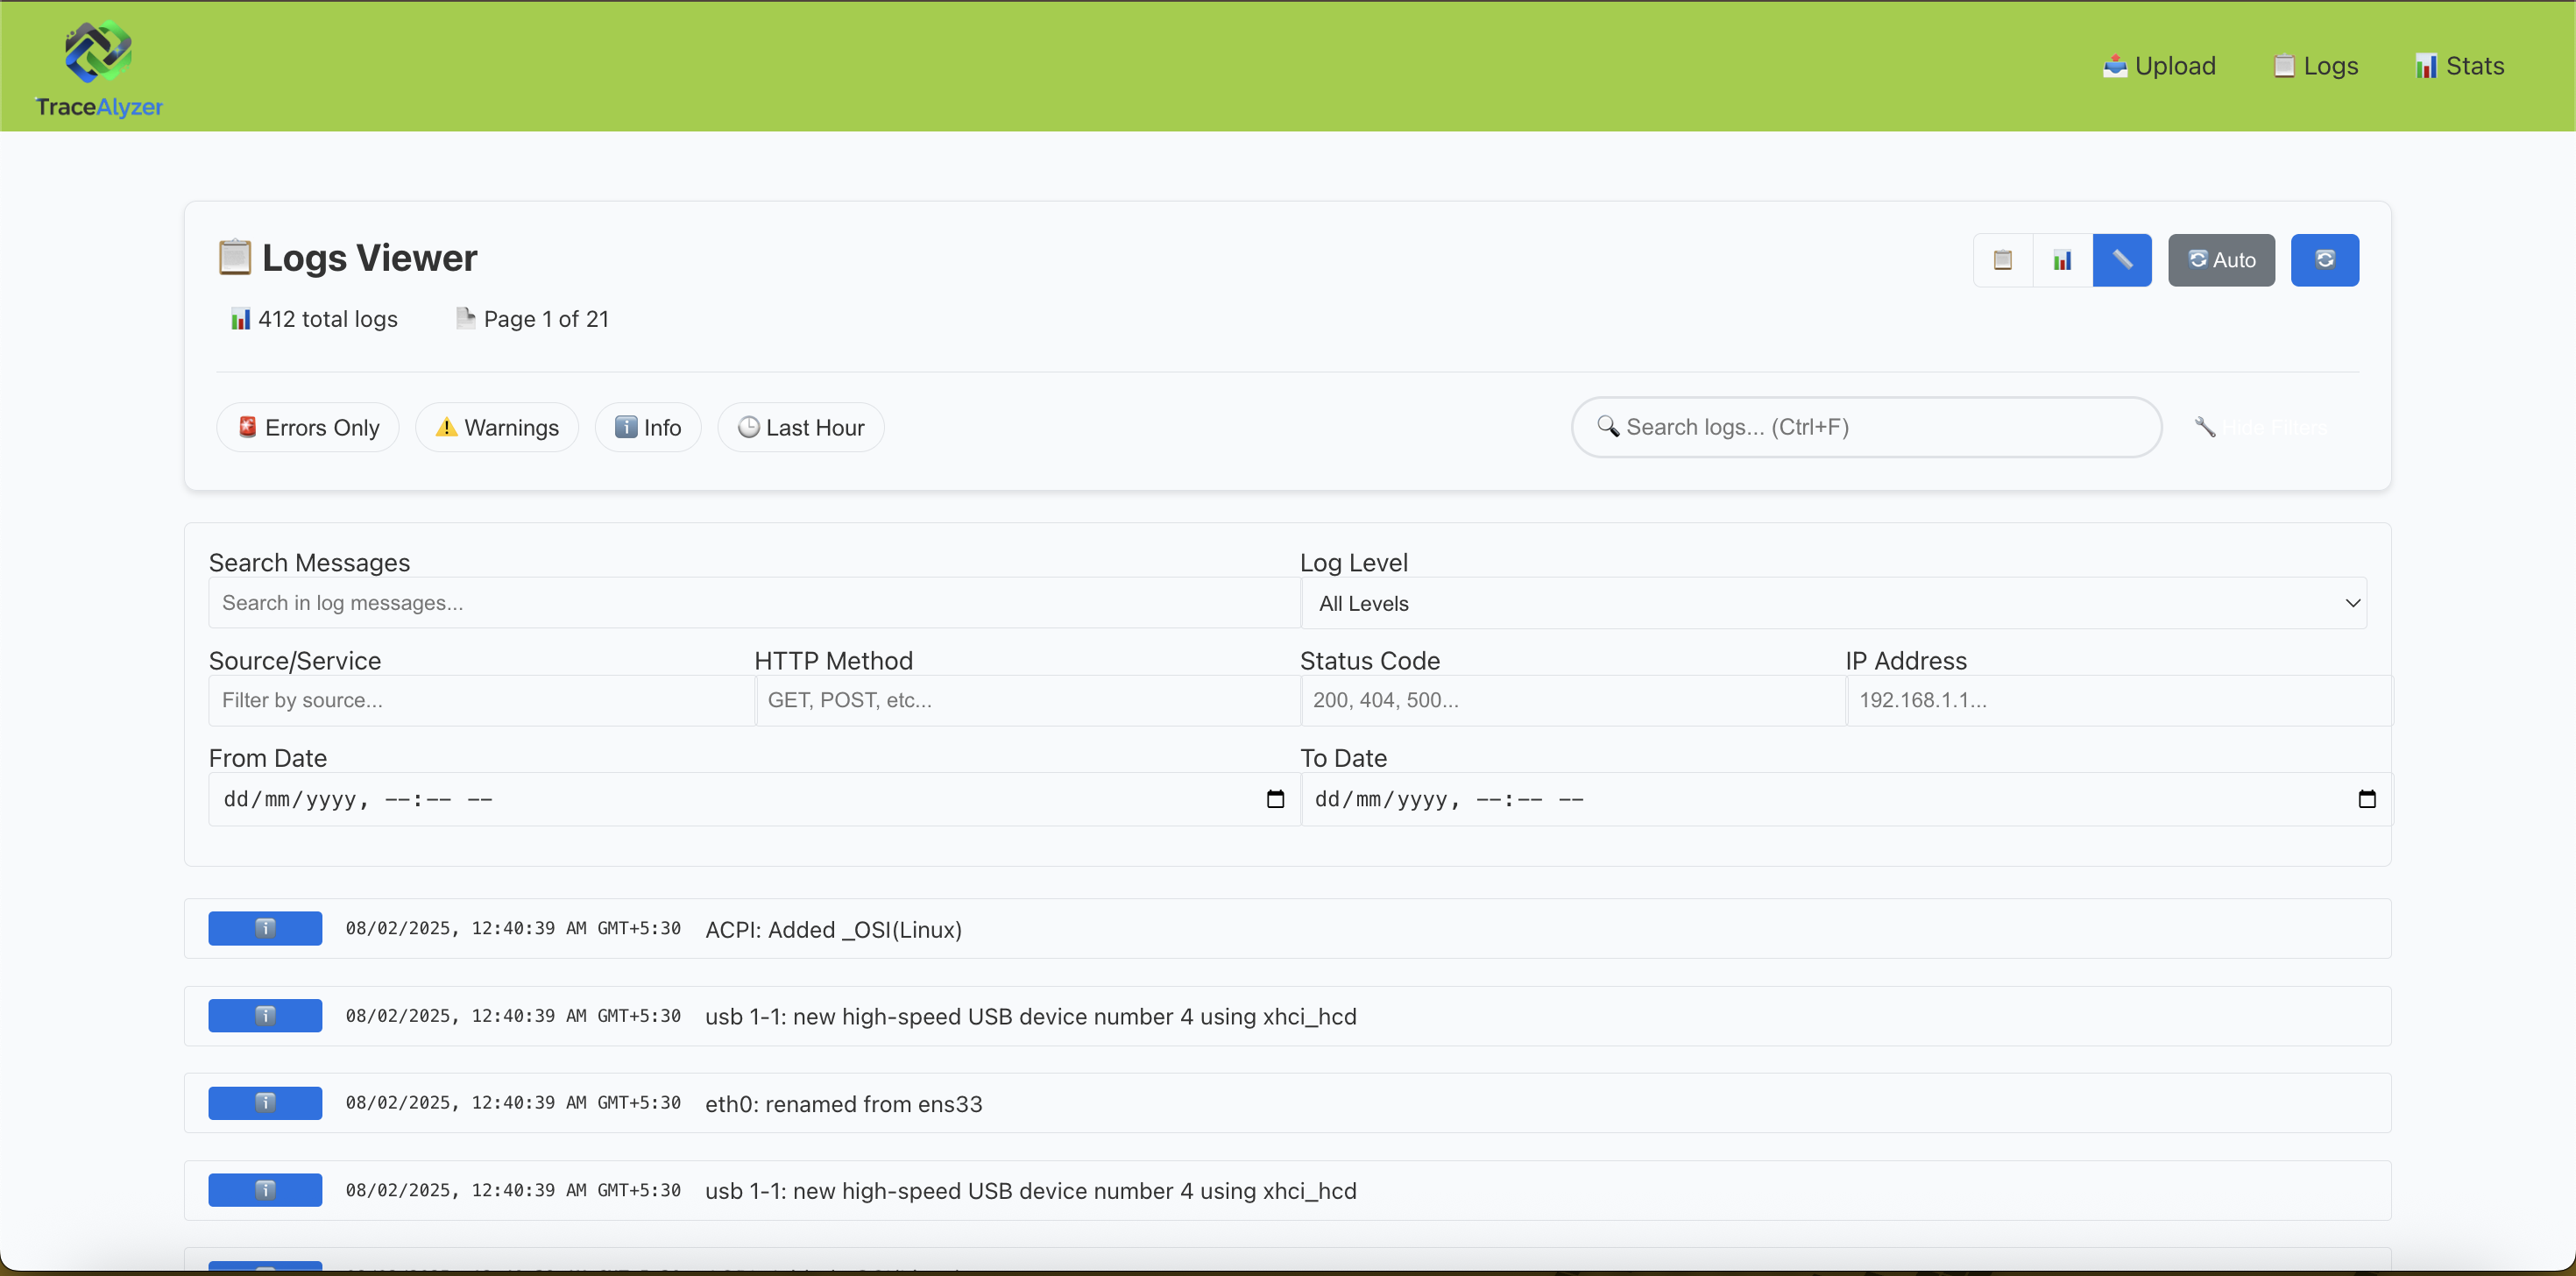 TraceAlyzer
Upload
Logs
Stats
Logs Viewer
Auto
412 total logs
Page 1 of 21
Errors Only
Warnings
Info
Last Hour
Search logs... (Ctrl+F)
Hide Filters
Search Messages
Log Level
Search in log messages...
All Levels
Source/Service
HTTP Method
Status Code
IP Address
Filter by source...
GET, POST, etc...
200, 404, 500...
192.168.1.1...
From Date
To Date
dd/mm/yyyy, --:-- --
dd/mm/yyyy, --:-- --
08/02/2025, 12:40:39 AM GMT+5:30 ACPI: Added _OSI(Linux)
08/02/2025, 12:40:39 AM GMT+5:30 usb 1-1: new high-speed USB device number 4 using xhci_hcd
08/02/2025, 12:40:39 AM GMT+5:30 eth0: renamed from ens33
08/02/2025, 12:40:39 AM GMT+5:30 usb 1-1: new high-speed USB device number 4 using xhci_hcd